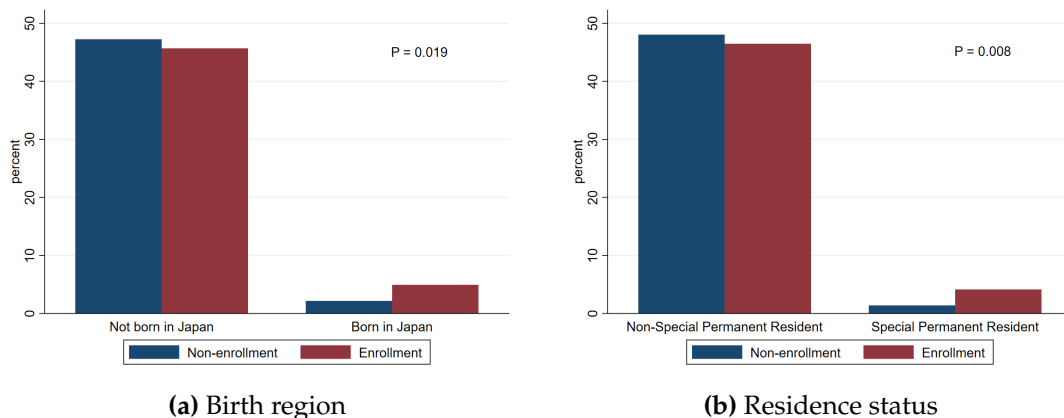 50
40
30
20
10
0
percent
P = 0.019
Not born in Japan
Born in Japan
Non-enrollment
Enrollment
(a) Birth region
50
40
30
20
10
0
percent
P = 0.008
Non-Special Permanent Resident
Special Permanent Resident
Non-enrollment
Enrollment
(b) Residence status